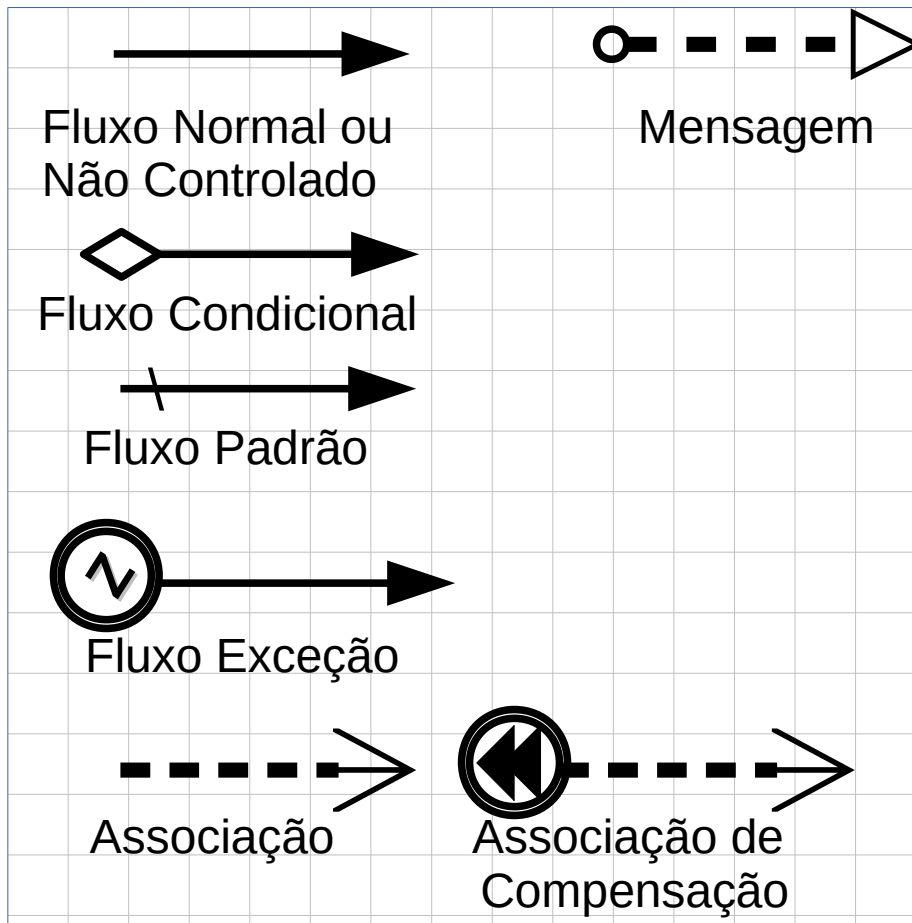 Fluxo Normal ou
Não Controlado
Mensagem
Fluxo Condicional
Fluxo Padrão
Fluxo Exceção
Associação
Associação de
Compensação